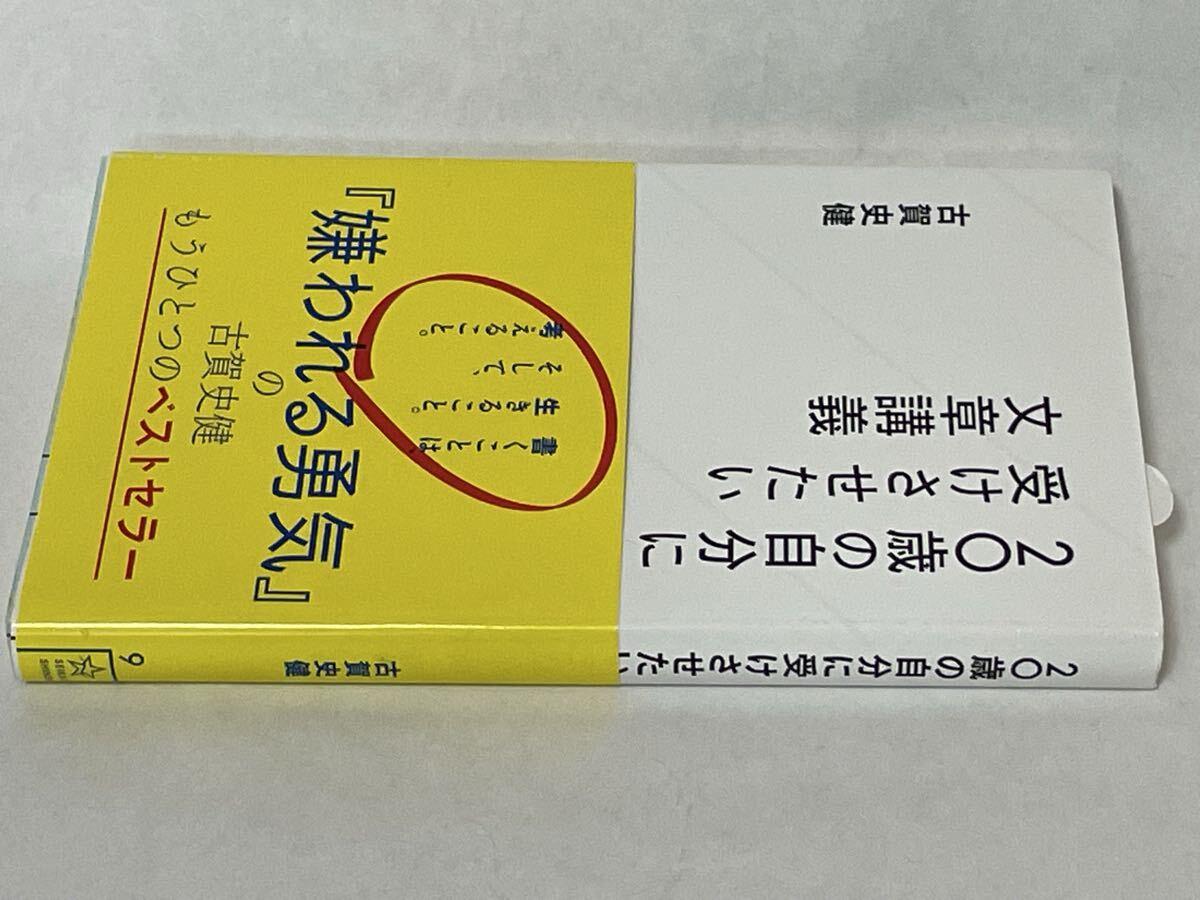 20歳の自分に
受けさせたい
文章講義
古賀史健
書くことは、
生きること。
そして、
考えること。
『嫌われる勇気』
の
古賀史健
もうひとつのベストセラー
20歳の自分に受けさせたい
古賀史健
9